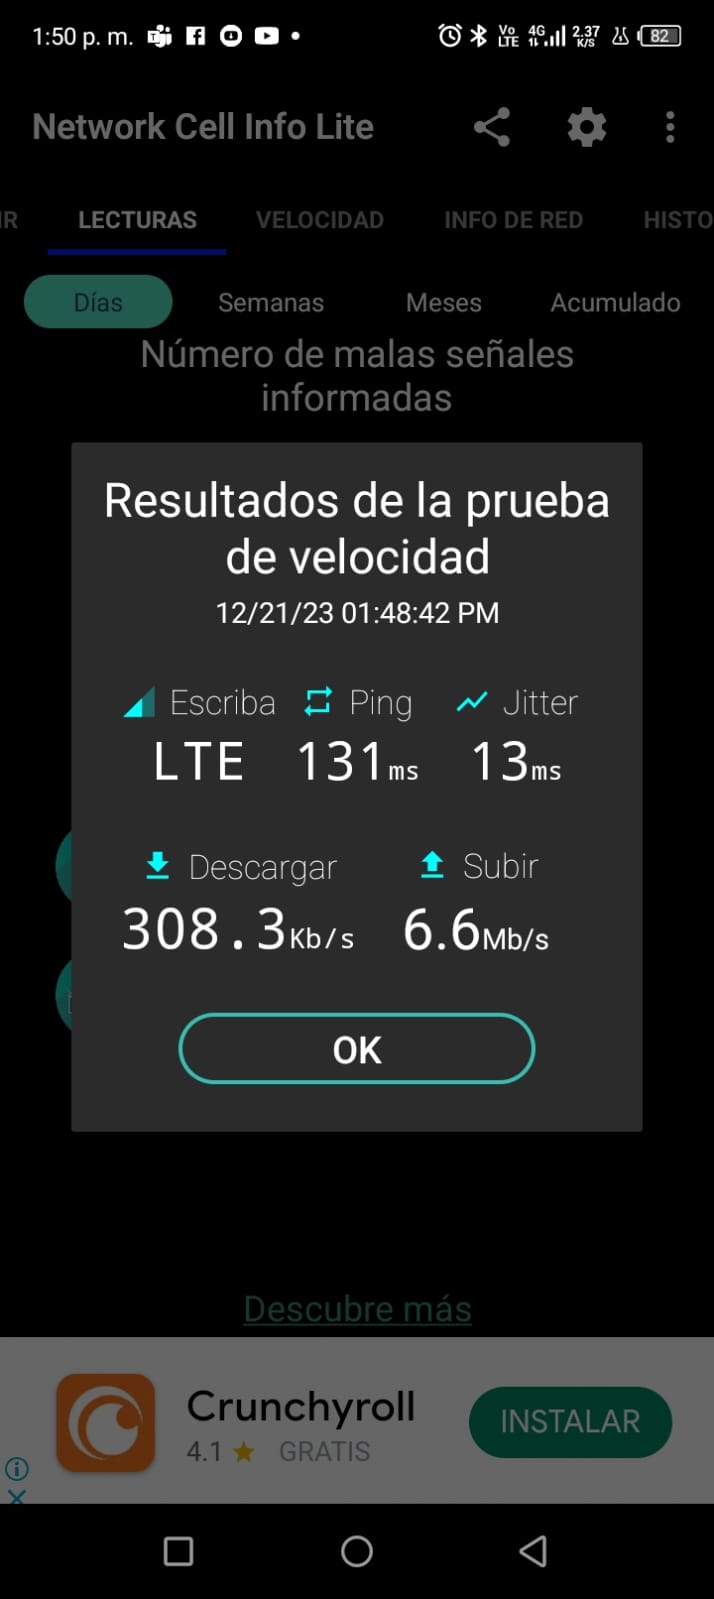 1:50 p. m.
Vo LTE 4G 2.37 K/S 82
Network Cell Info Lite
IR LECTURAS VELOCIDAD INFO DE RED HISTO
Días Semanas Meses Acumulado
Número de malas señales
informadas
Resultados de la prueba
de velocidad
12/21/23 01:48:42 PM
Escriba Ping Jitter
LTE 131ms 13ms
Descargar Subir
308.3Kb/s 6.6Mb/s
OK
Descubre más
Crunchyroll
4.1 GRATIS
INSTALAR